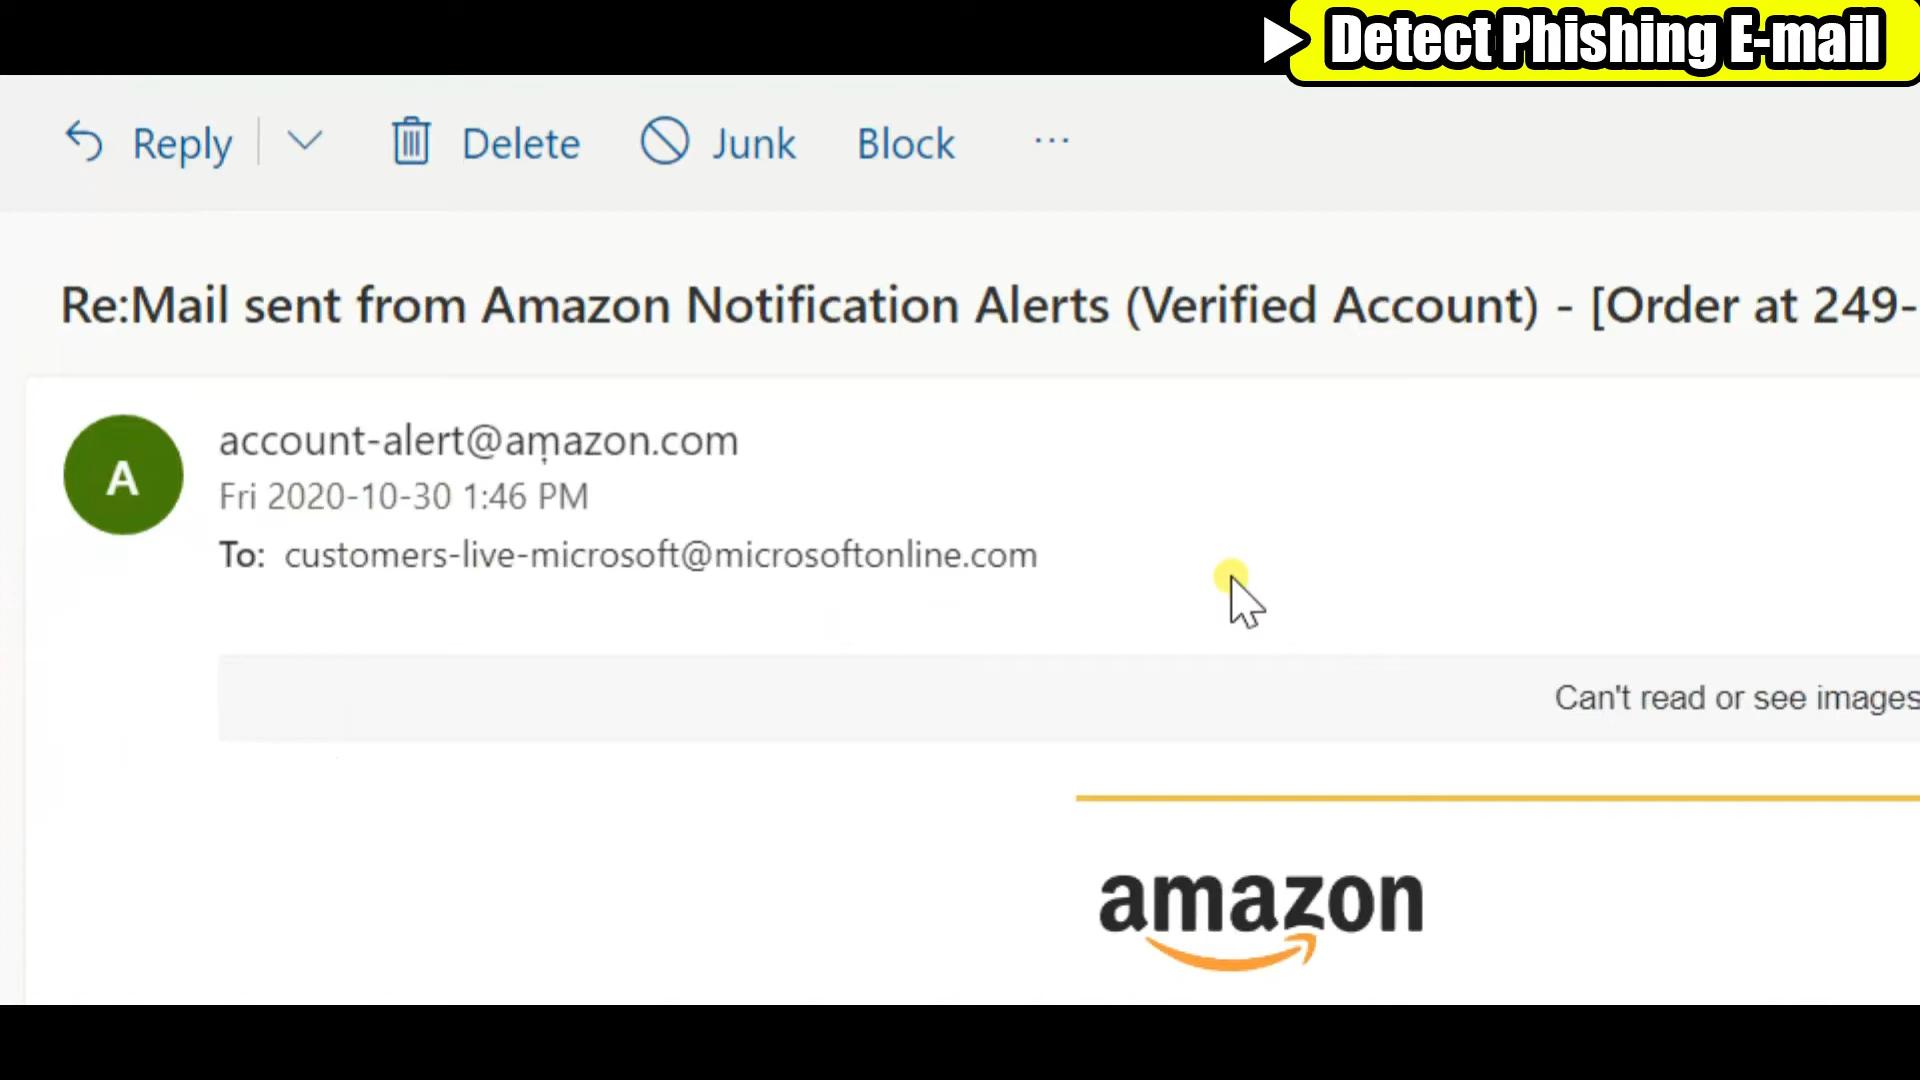 Detect Phishing E-mail
Reply
Delete
Junk
Block
Re:Mail sent from Amazon Notification Alerts (Verified Account) - [Order at 249-
A
account-alert@aṃazon.com
Fri 2020-10-30 1:46 PM
To: customers-live-microsoft@microsoftonline.com
Can't read or see images
amazon